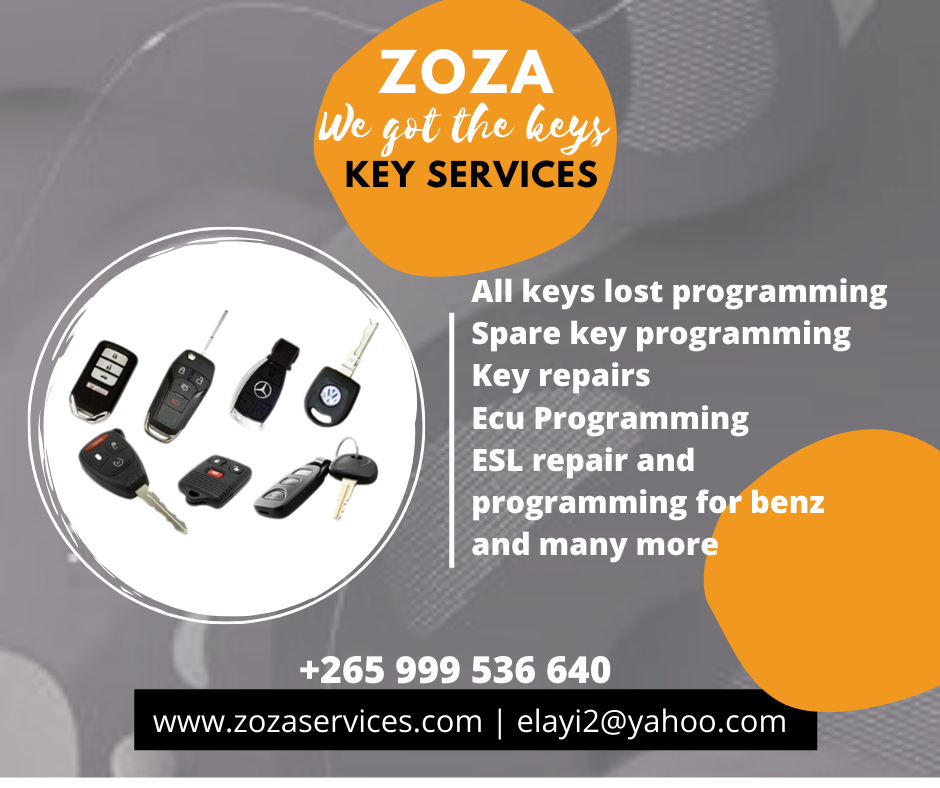 ZOZA
We got the keys
KEY SERVICES
All keys lost programming
Spare key programming
Key repairs
Ecu Programming
ESL repair and
programming for benz
and many more
+265 999 536 640
www.zozaservices.com | elayi2@yahoo.com